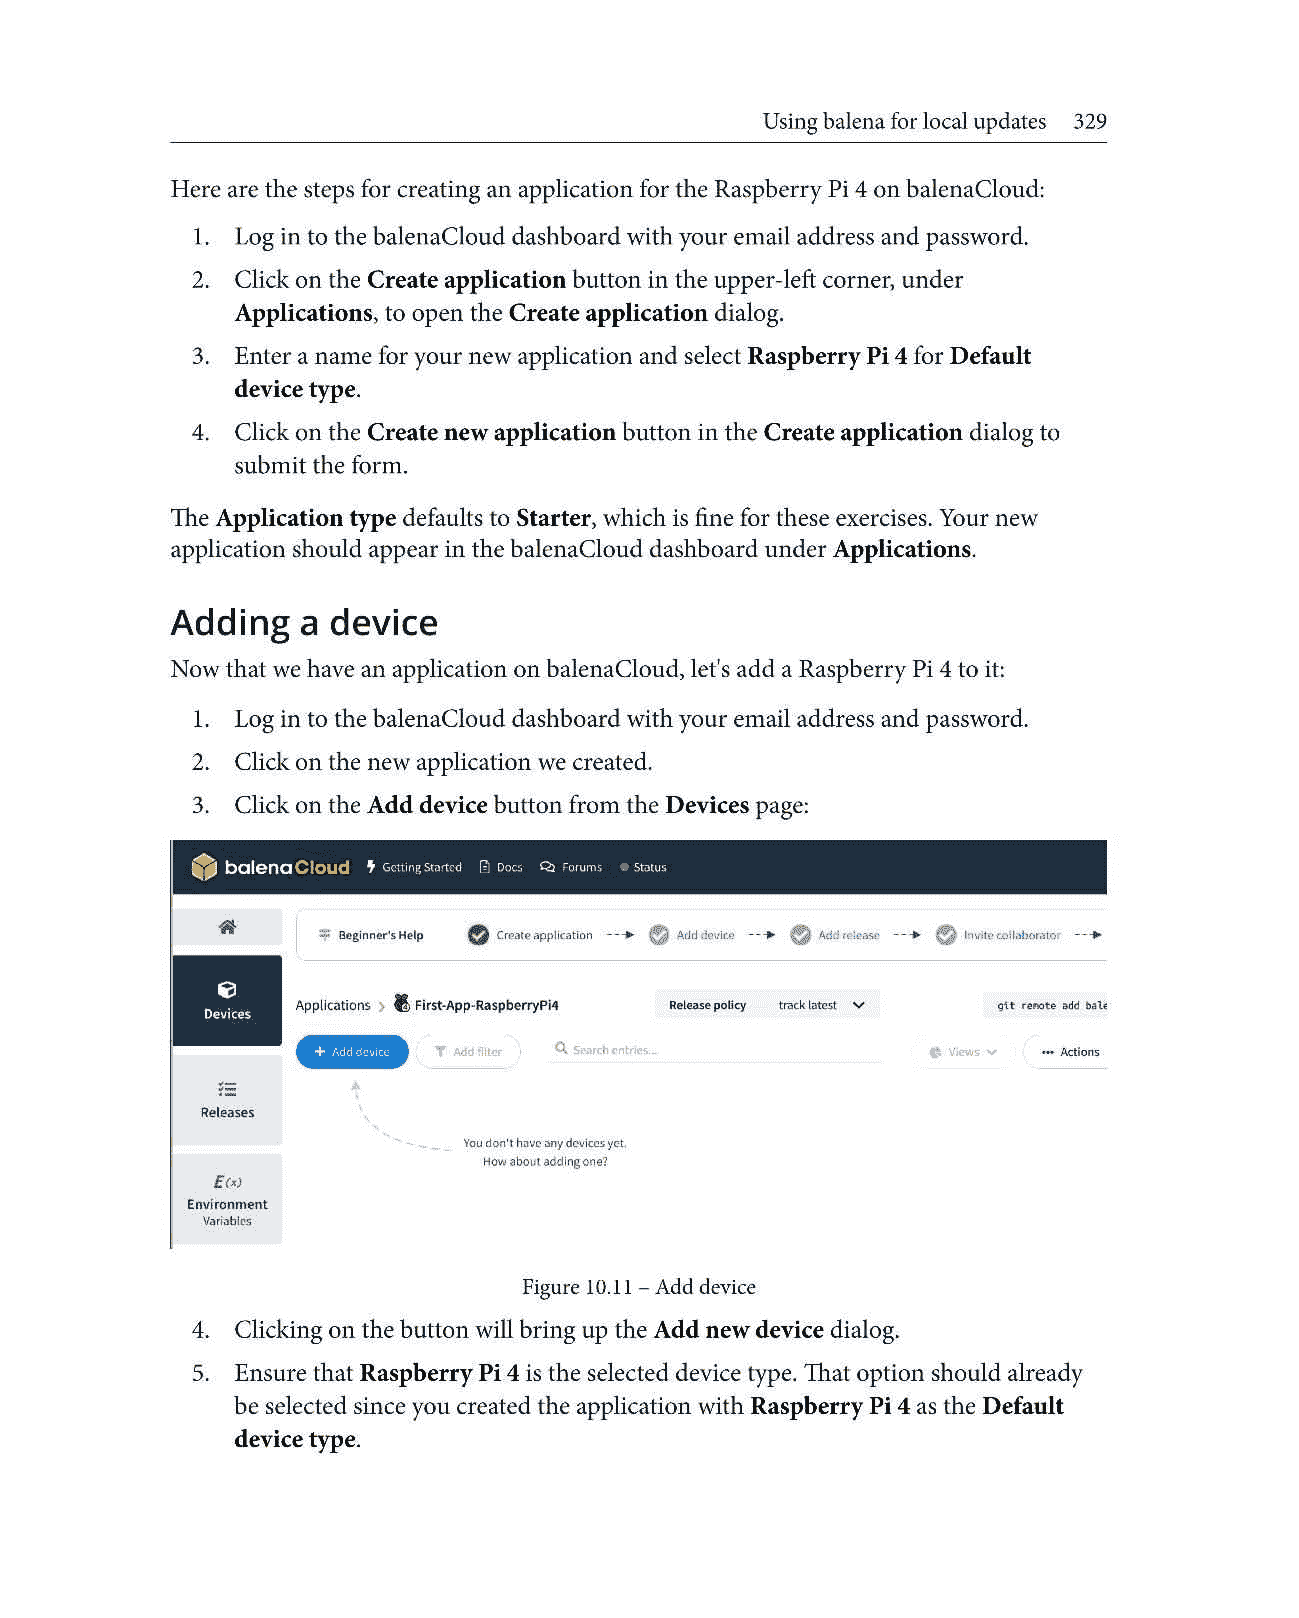 Using balena for local updates 329
Here are the steps for creating an application for the Raspberry Pi 4 on balenaCloud:
1. Log in to the balenaCloud dashboard with your email address and password.
2. Click on the Create application button in the upper-left corner, under
Applications, to open the Create application dialog.
3. Enter a name for your new application and select Raspberry Pi 4 for Default
device type.
4. Click on the Create new application button in the Create application dialog to
submit the form.
The Application type defaults to Starter, which is fine for these exercises. Your new
application should appear in the balenaCloud dashboard under Applications.
Adding a device
Now that we have an application on balenaCloud, let's add a Raspberry Pi 4 to it:
1. Log in to the balenaCloud dashboard with your email address and password.
2. Click on the new application we created.
3. Click on the Add device button from the Devices page:
balenaCloud Getting Started Docs Forums Status
Beginner's Help Create application Add device Add release Invite collaborator
Devices
Applications > First-App-RaspberryPi4 Release policy track latest git remote add bale
+ Add device Add filter Search entries... Views ... Actions
Releases
You don't have any devices yet.
How about adding one?
E(x)
Environment
Variables
Figure 10.11 – Add device
4. Clicking on the button will bring up the Add new device dialog.
5. Ensure that Raspberry Pi 4 is the selected device type. That option should already
be selected since you created the application with Raspberry Pi 4 as the Default
device type.